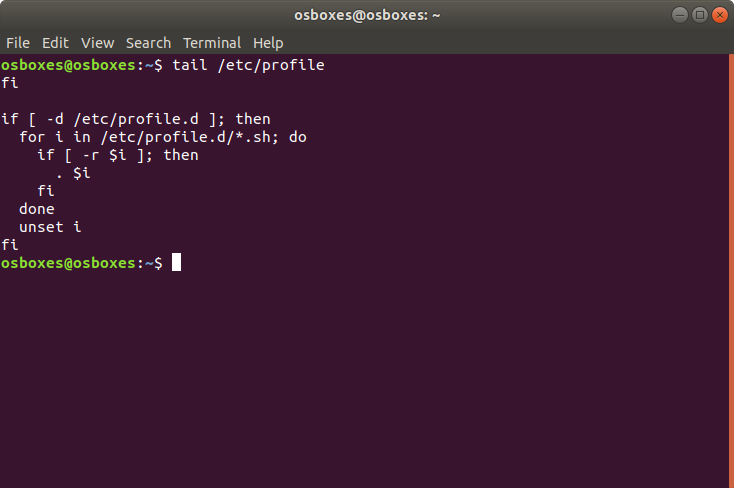 osboxes@osboxes: ~
File Edit View Search Terminal Help
osboxes@osboxes:~$ tail /etc/profile
fi

if [ -d /etc/profile.d ]; then
  for i in /etc/profile.d/*.sh; do
    if [ -r $i ]; then
      . $i
    fi
  done
  unset i
fi
osboxes@osboxes:~$